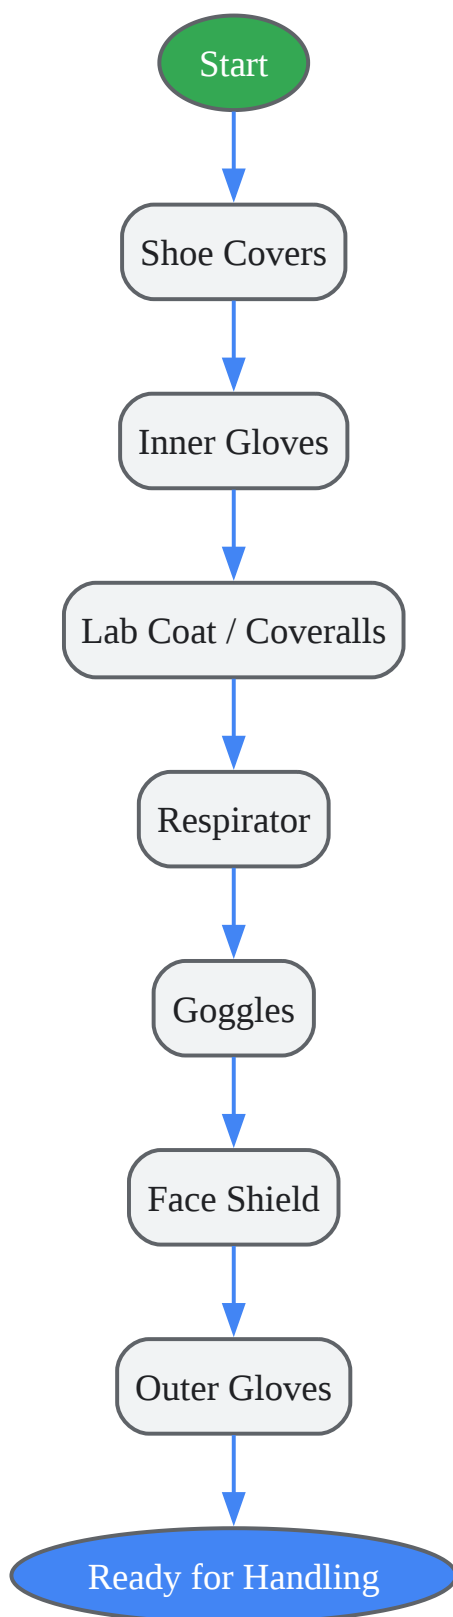 Start
Shoe Covers
Inner Gloves
Lab Coat / Coveralls
Respirator
Goggles
Face Shield
Outer Gloves
Ready for Handling